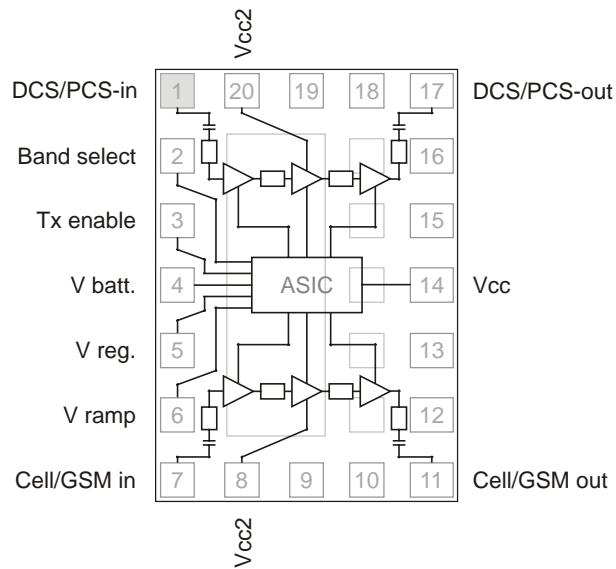 Vcc2
DCS/PCS-in 1 20 19 18 17 DCS/PCS-out
Band select 2 16
Tx enable 3 15
V batt. 4 ASIC 14 Vcc
V reg. 5 13
V ramp 6 12
Cell/GSM in 7 8 9 10 11 Cell/GSM out
Vcc2